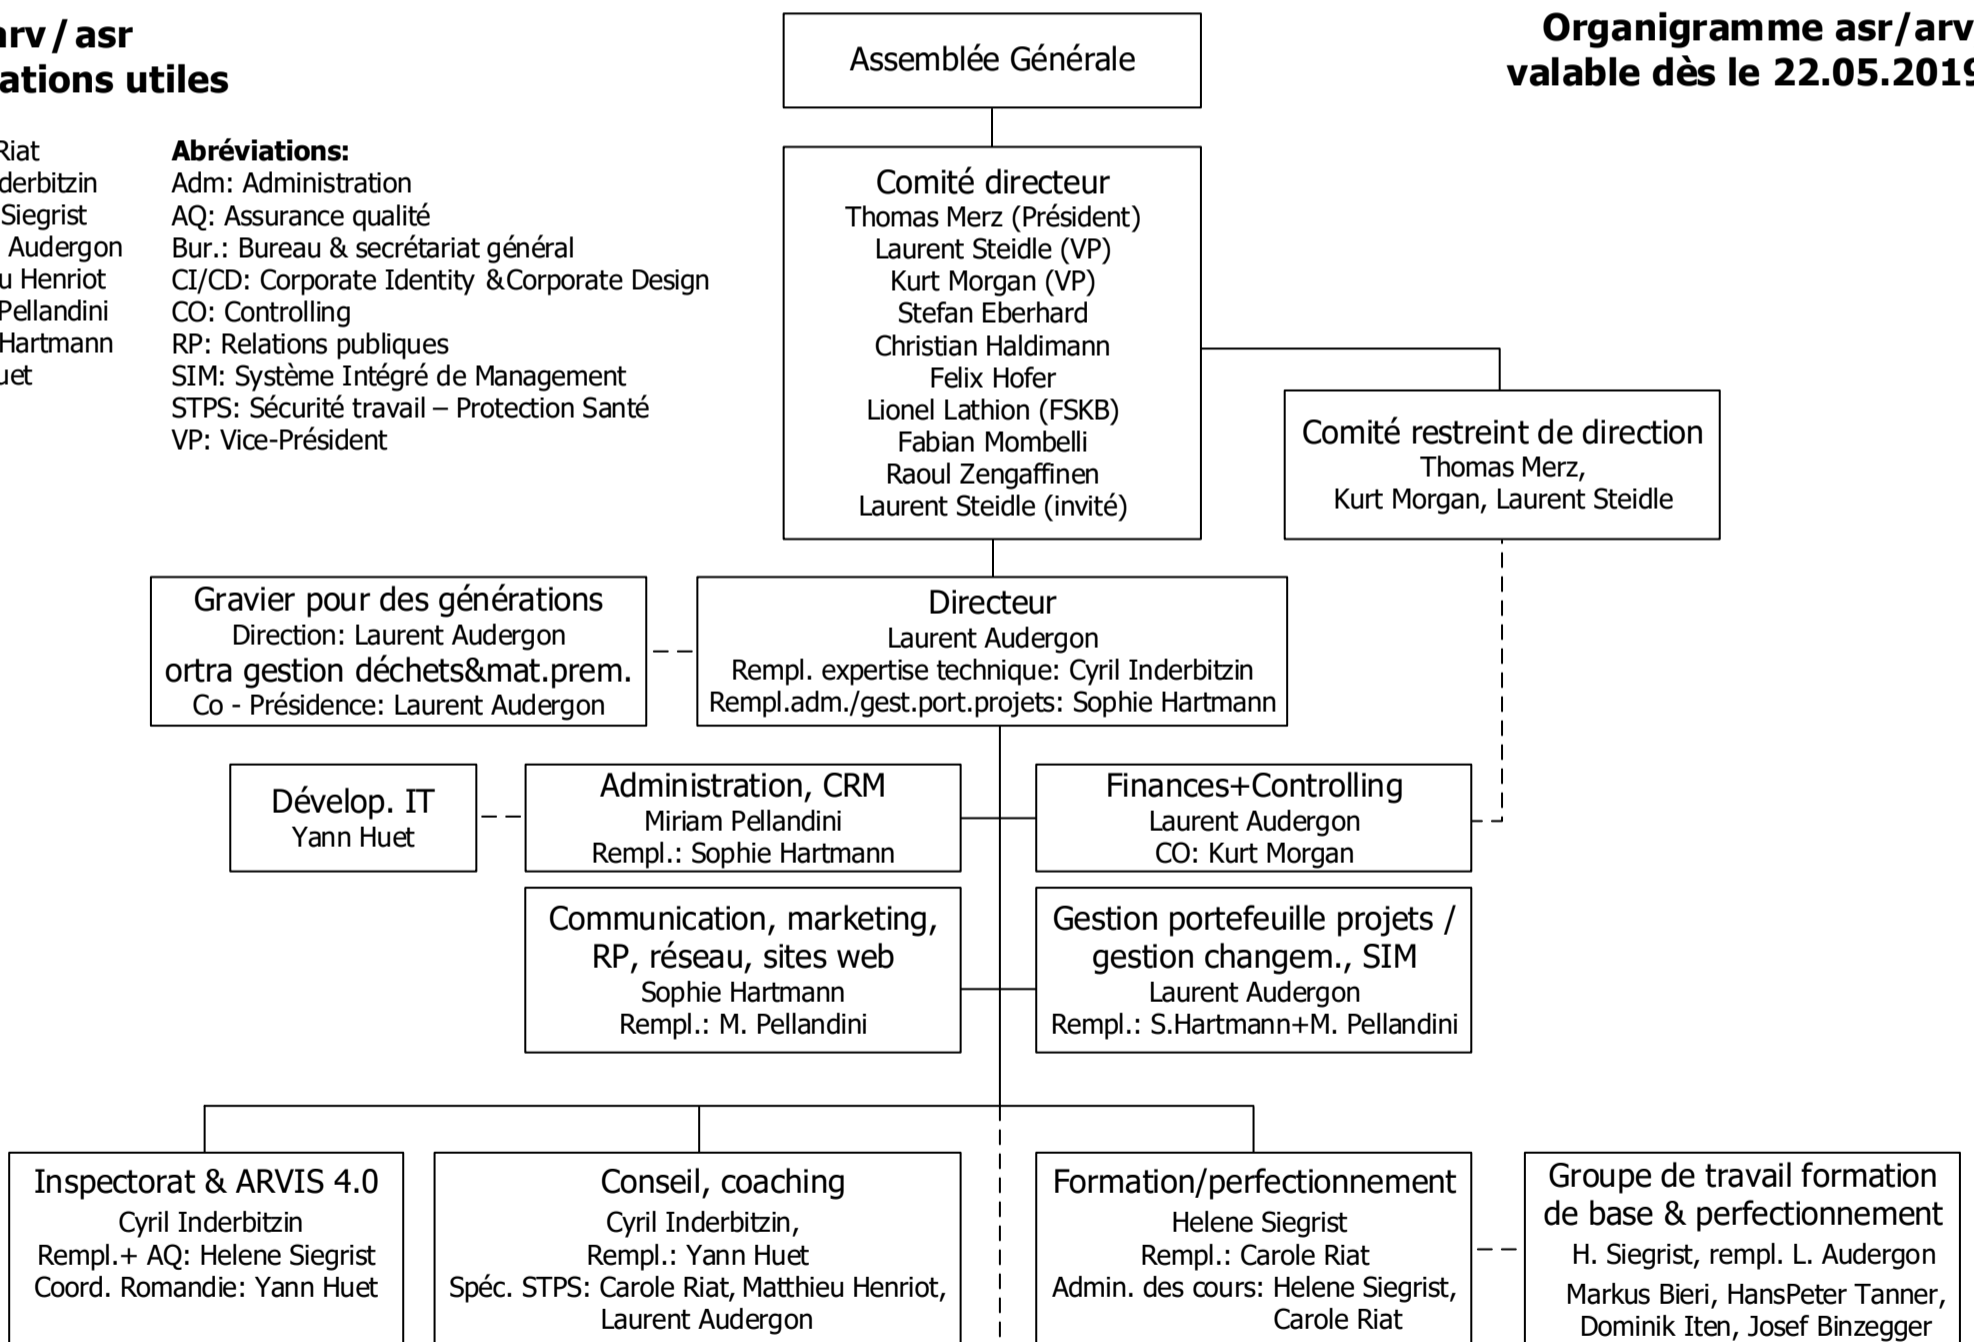 arv / asr
ations utiles
Riat
derbitzin
Siegrist
Audergon
u Henriot
Pellandini
Hartmann
uet
Abréviations:
Adm: Administration
AQ: Assurance qualité
Bur.: Bureau & secrétariat général
CI/CD: Corporate Identity &Corporate Design
CO: Controlling
RP: Relations publiques
SIM: Système Intégré de Management
STPS: Sécurité travail – Protection Santé
VP: Vice-Président
Assemblée Générale
Organigramme asr/arv
valable dès le 22.05.2019
Comité directeur
Thomas Merz (Président)
Laurent Steidle (VP)
Kurt Morgan (VP)
Stefan Eberhard
Christian Haldimann
Felix Hofer
Lionel Lathion (FSKB)
Fabian Mombelli
Raoul Zengaffinen
Laurent Steidle (invité)
Comité restreint de direction
Thomas Merz,
Kurt Morgan, Laurent Steidle
Gravier pour des générations
Direction: Laurent Audergon
ortra gestion déchets&mat.prem.
Co - Présidence: Laurent Audergon
Directeur
Laurent Audergon
Rempl. expertise technique: Cyril Inderbitzin
Rempl.adm./gest.port.projets: Sophie Hartmann
Dévelop. IT
Yann Huet
Administration, CRM
Miriam Pellandini
Rempl.: Sophie Hartmann
Finances+Controlling
Laurent Audergon
CO: Kurt Morgan
Communication, marketing,
RP, réseau, sites web
Sophie Hartmann
Rempl.: M. Pellandini
Gestion portefeuille projets /
gestion changem., SIM
Laurent Audergon
Rempl.: S.Hartmann+M. Pellandini
Inspectorat & ARVIS 4.0
Cyril Inderbitzin
Rempl.+ AQ: Helene Siegrist
Coord. Romandie: Yann Huet
Conseil, coaching
Cyril Inderbitzin,
Rempl.: Yann Huet
Spéc. STPS: Carole Riat, Matthieu Henriot,
Laurent Audergon
Formation/perfectionnement
Helene Siegrist
Rempl.: Carole Riat
Admin. des cours: Helene Siegrist,
Carole Riat
Groupe de travail formation
de base & perfectionnement
H. Siegrist, rempl. L. Audergon
Markus Bieri, HansPeter Tanner,
Dominik Iten, Josef Binzegger